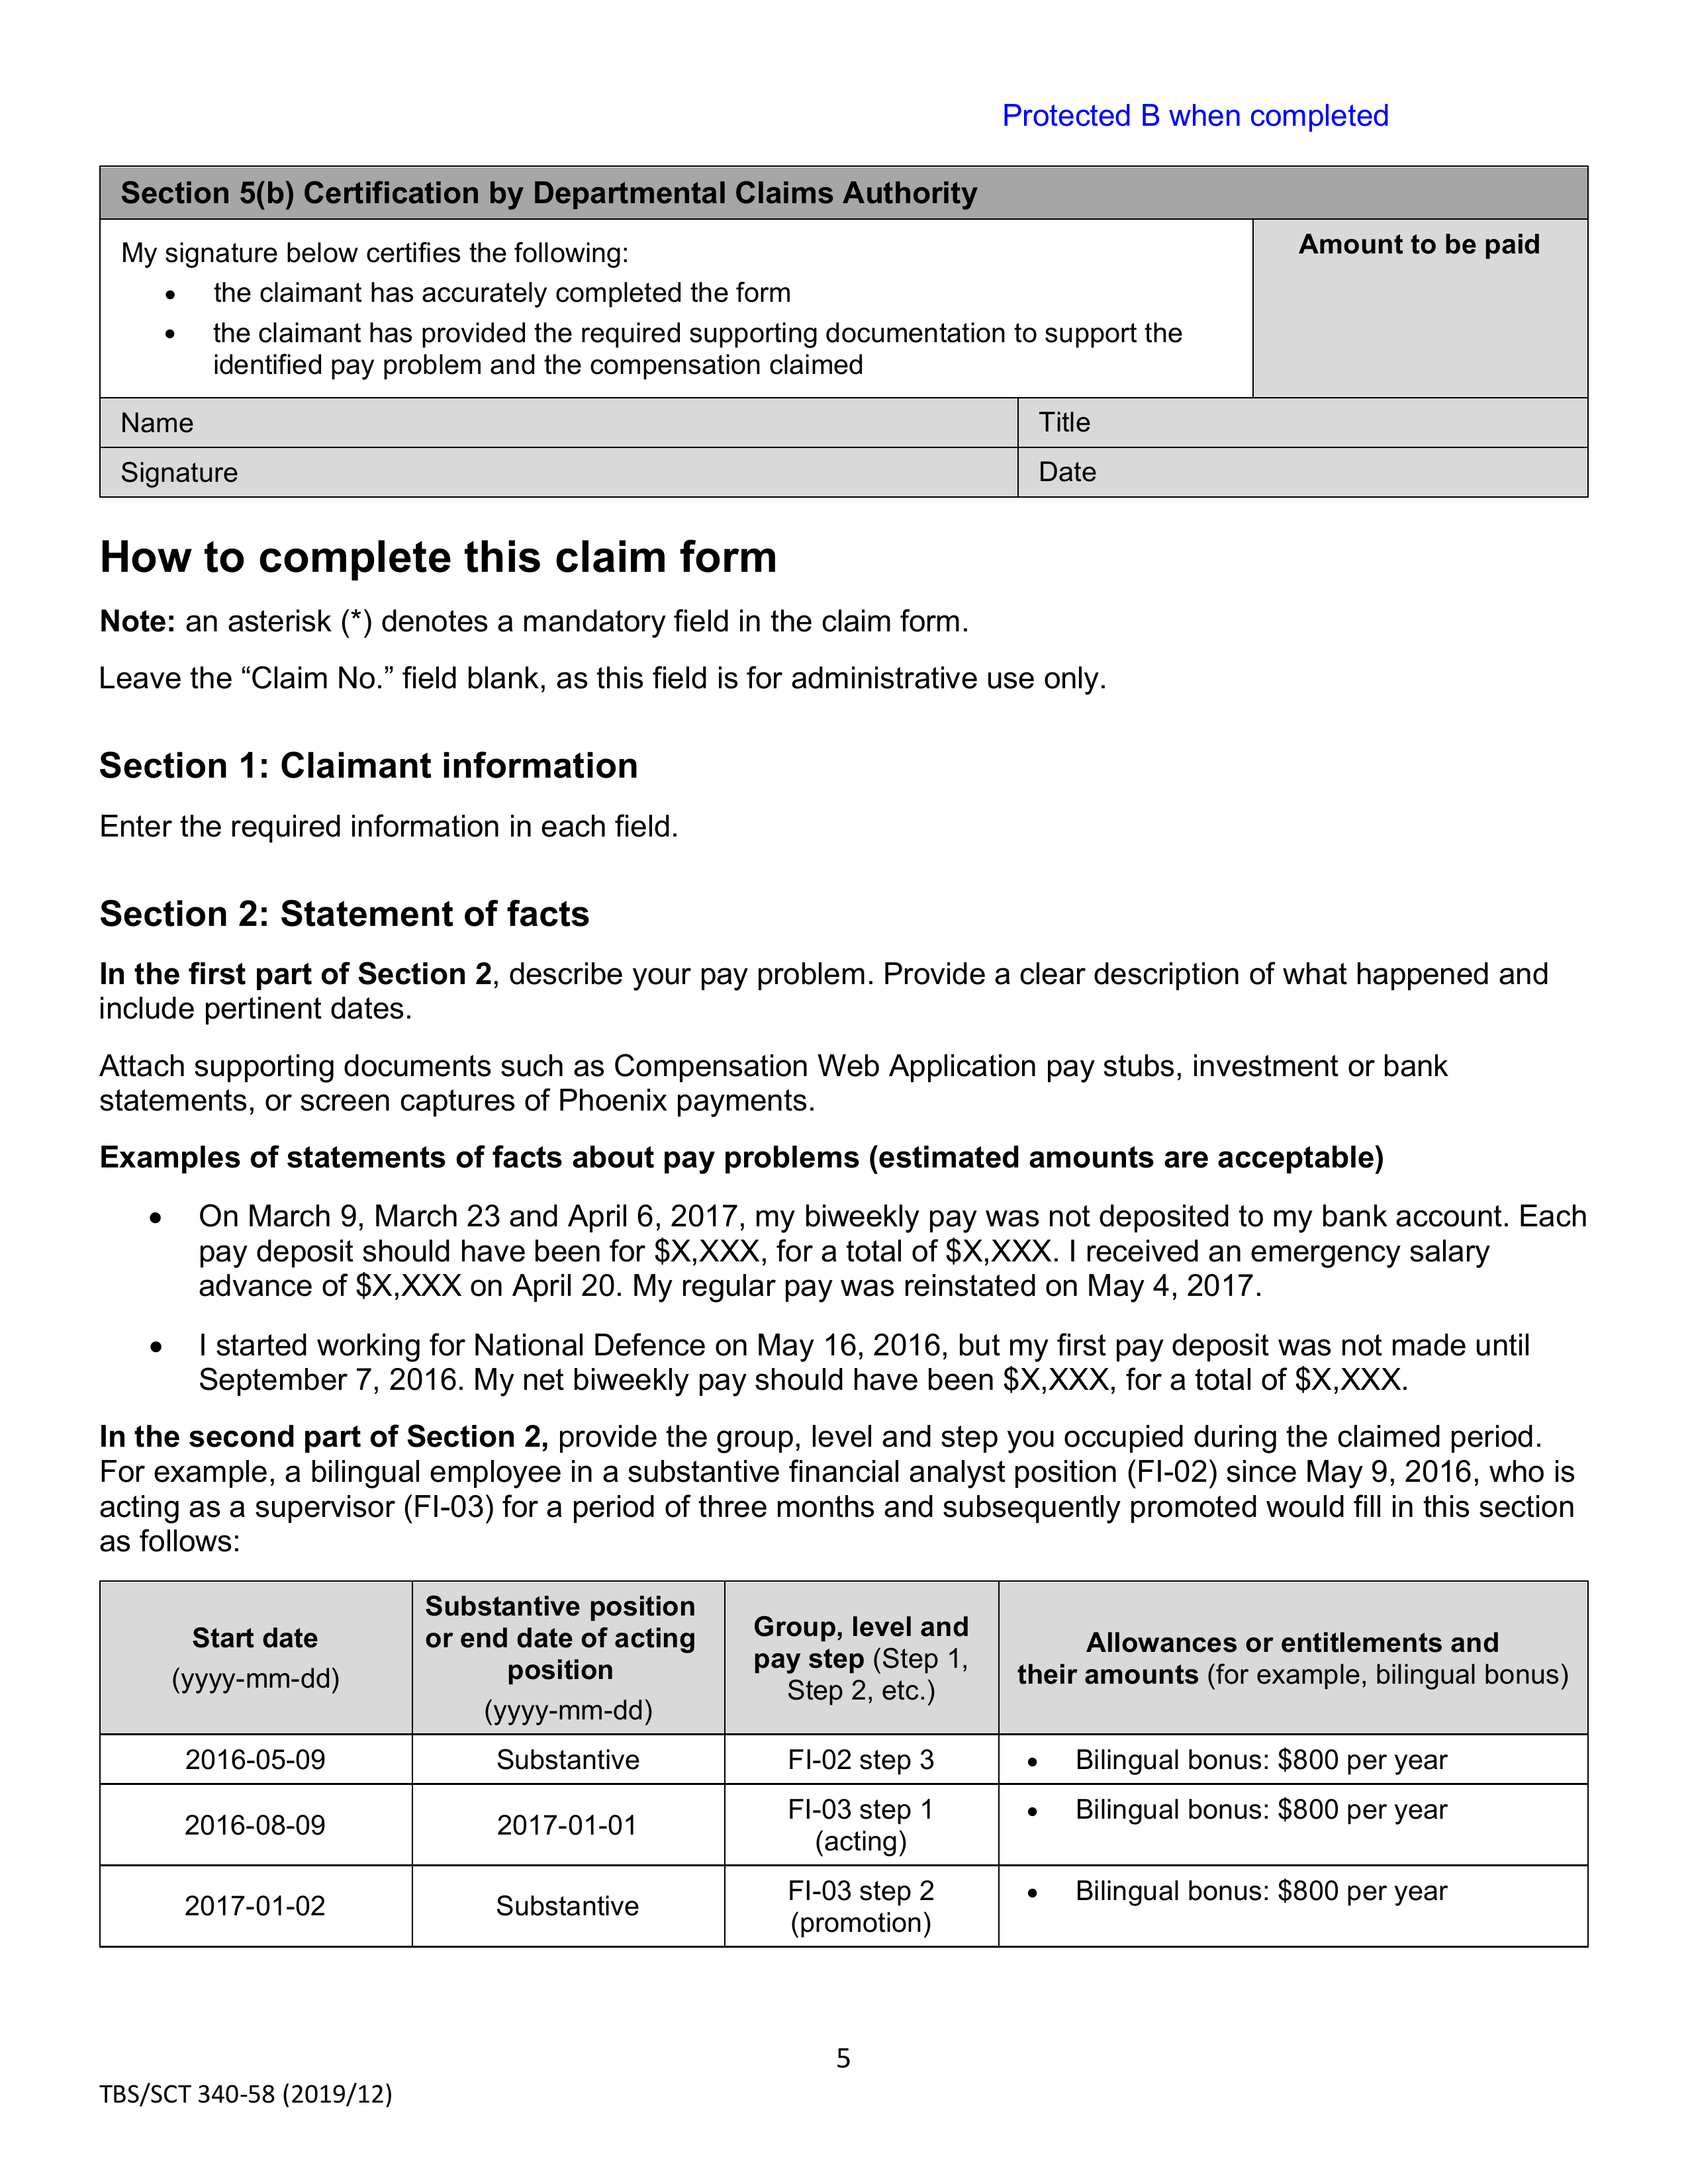 Protected B when completed
Section 5(b) Certification by Departmental Claims Authority
My signature below certifies the following:
• the claimant has accurately completed the form
• the claimant has provided the required supporting documentation to support the
identified pay problem and the compensation claimed
Amount to be paid
Name
Title
Signature
Date
How to complete this claim form
Note: an asterisk (*) denotes a mandatory field in the claim form.
Leave the “Claim No.” field blank, as this field is for administrative use only.
Section 1: Claimant information
Enter the required information in each field.
Section 2: Statement of facts
In the first part of Section 2, describe your pay problem. Provide a clear description of what happened and
include pertinent dates.
Attach supporting documents such as Compensation Web Application pay stubs, investment or bank
statements, or screen captures of Phoenix payments.
Examples of statements of facts about pay problems (estimated amounts are acceptable)
• On March 9, March 23 and April 6, 2017, my biweekly pay was not deposited to my bank account. Each
pay deposit should have been for $X,XXX, for a total of $X,XXX. I received an emergency salary
advance of $X,XXX on April 20. My regular pay was reinstated on May 4, 2017.
• I started working for National Defence on May 16, 2016, but my first pay deposit was not made until
September 7, 2016. My net biweekly pay should have been $X,XXX, for a total of $X,XXX.
In the second part of Section 2, provide the group, level and step you occupied during the claimed period.
For example, a bilingual employee in a substantive financial analyst position (FI-02) since May 9, 2016, who is
acting as a supervisor (FI-03) for a period of three months and subsequently promoted would fill in this section
as follows:
Start date
(yyyy-mm-dd)
Substantive position
or end date of acting
position
(yyyy-mm-dd)
Group, level and
pay step (Step 1,
Step 2, etc.)
Allowances or entitlements and
their amounts (for example, bilingual bonus)
2016-05-09
Substantive
FI-02 step 3
• Bilingual bonus: $800 per year
2016-08-09
2017-01-01
FI-03 step 1
(acting)
• Bilingual bonus: $800 per year
2017-01-02
Substantive
FI-03 step 2
(promotion)
• Bilingual bonus: $800 per year
5
TBS/SCT 340-58 (2019/12)